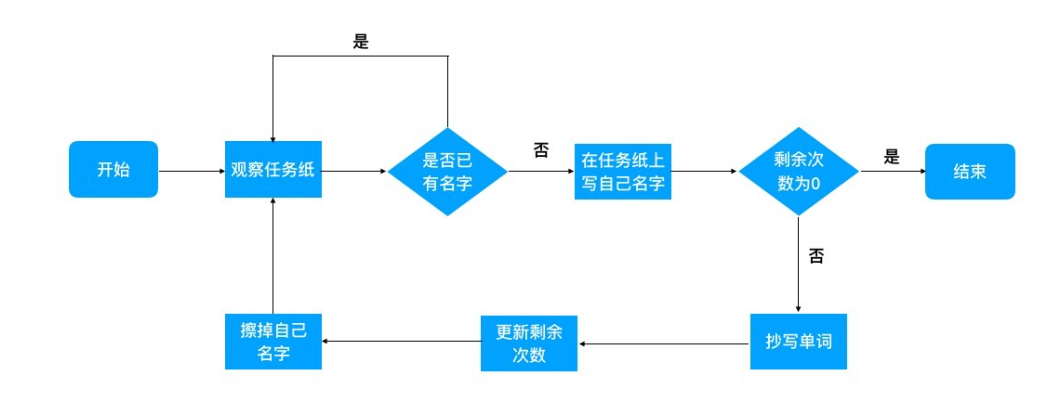 是
开始
观察任务纸
是否已
有名字
否
在任务纸上
写自己名字
剩余次
数为0
是
结束
否
擦掉自己
名字
更新剩余
次数
抄写单词